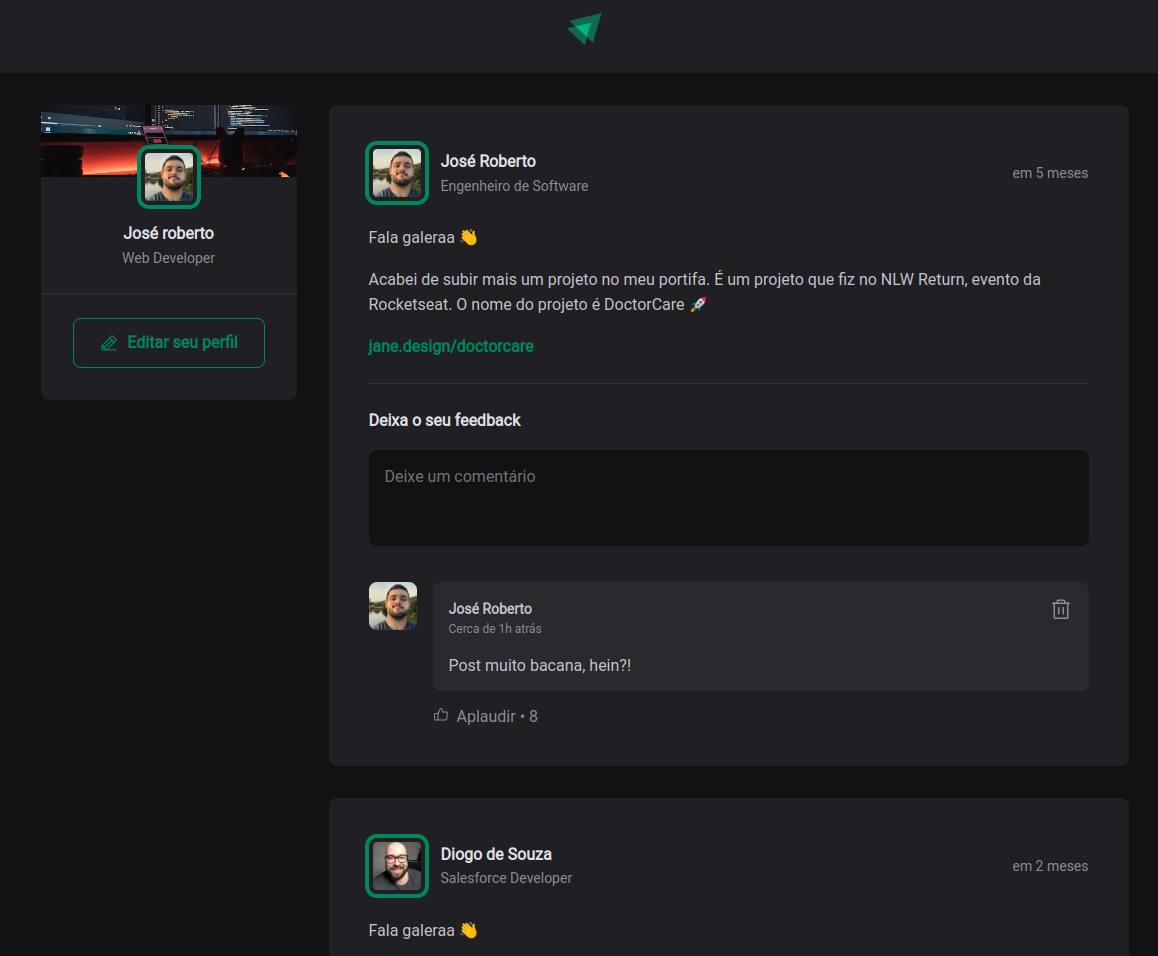 José roberto
Web Developer
Editar seu perfil
José Roberto
Engenheiro de Software
em 5 meses
Fala galeraa 👋
Acabei de subir mais um projeto no meu portifa. É um projeto que fiz no NLW Return, evento da
Rocketseat. O nome do projeto é DoctorCare 🚀
jane.design/doctorcare
Deixa o seu feedback
Deixe um comentário
José Roberto
Cerca de 1h atrás
Post muito bacana, hein?!
Aplaudir • 8
Diogo de Souza
Salesforce Developer
em 2 meses
Fala galeraa 👋